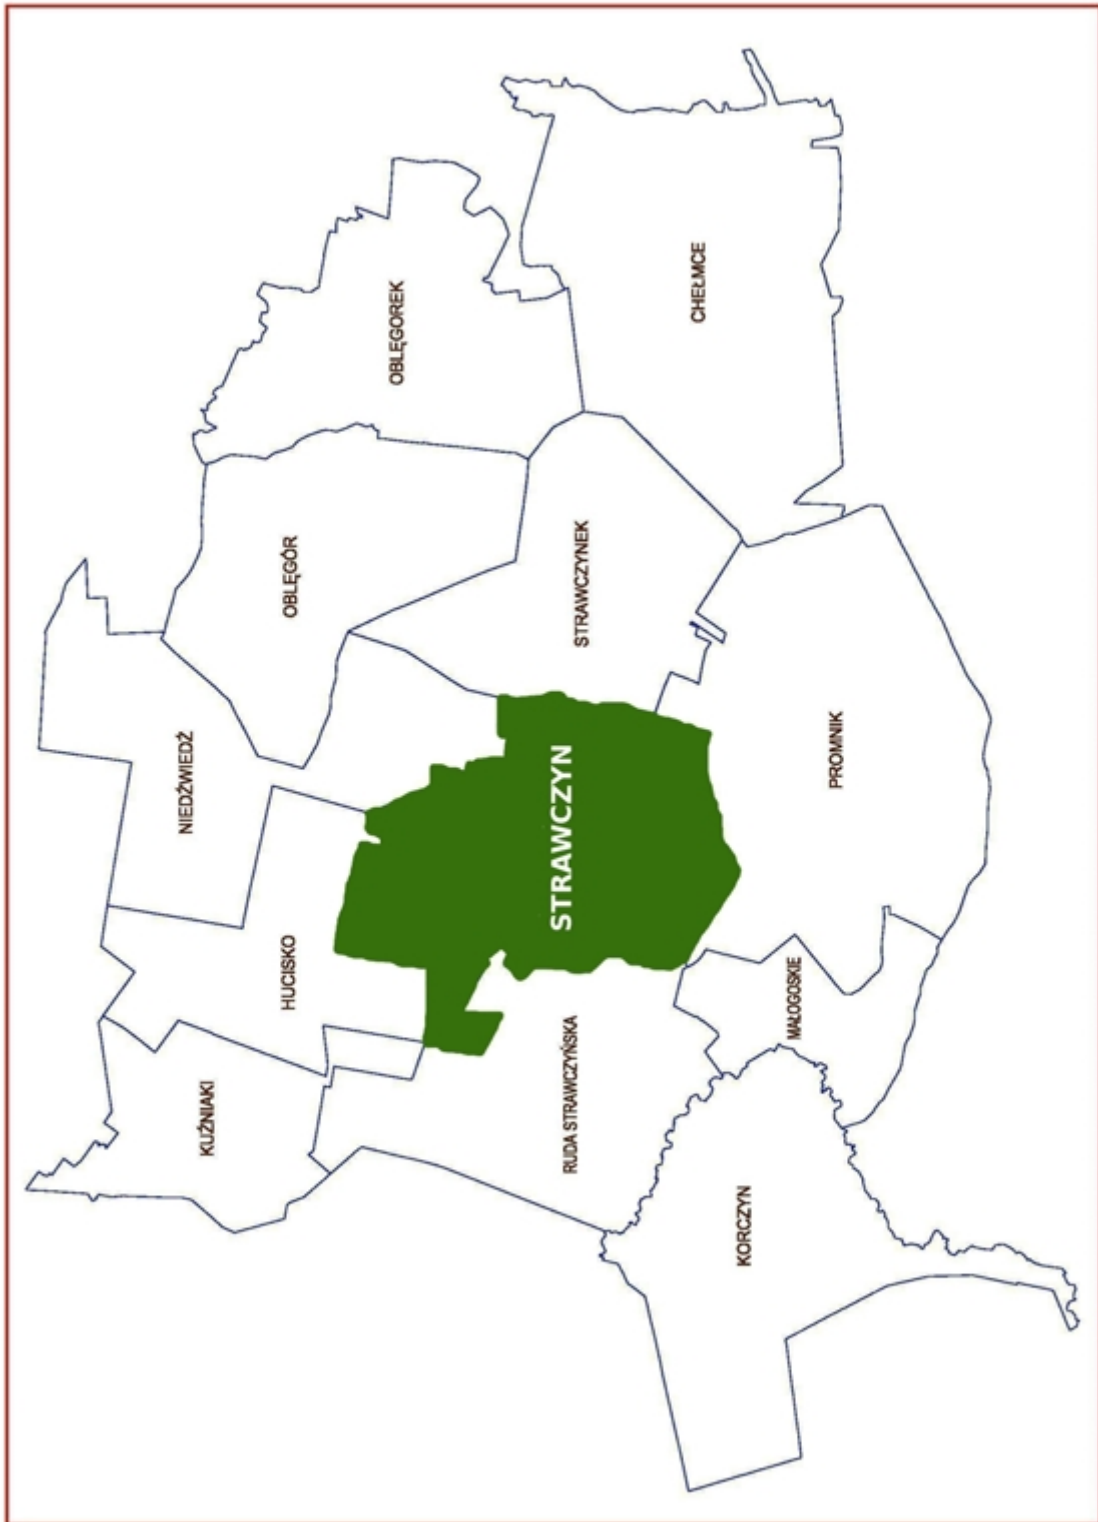 KUŹNIAKI
HUCISKO
NIEDŹWIEDŹ
OBLĘGÓR
OBLĘGOREK
RUDA STRAWCZYŃSKA
STRAWCZYN
STRAWCZYNEK
CHEŁMCE
KORCZYN
MAŁOGOSKIE
PROMNIK